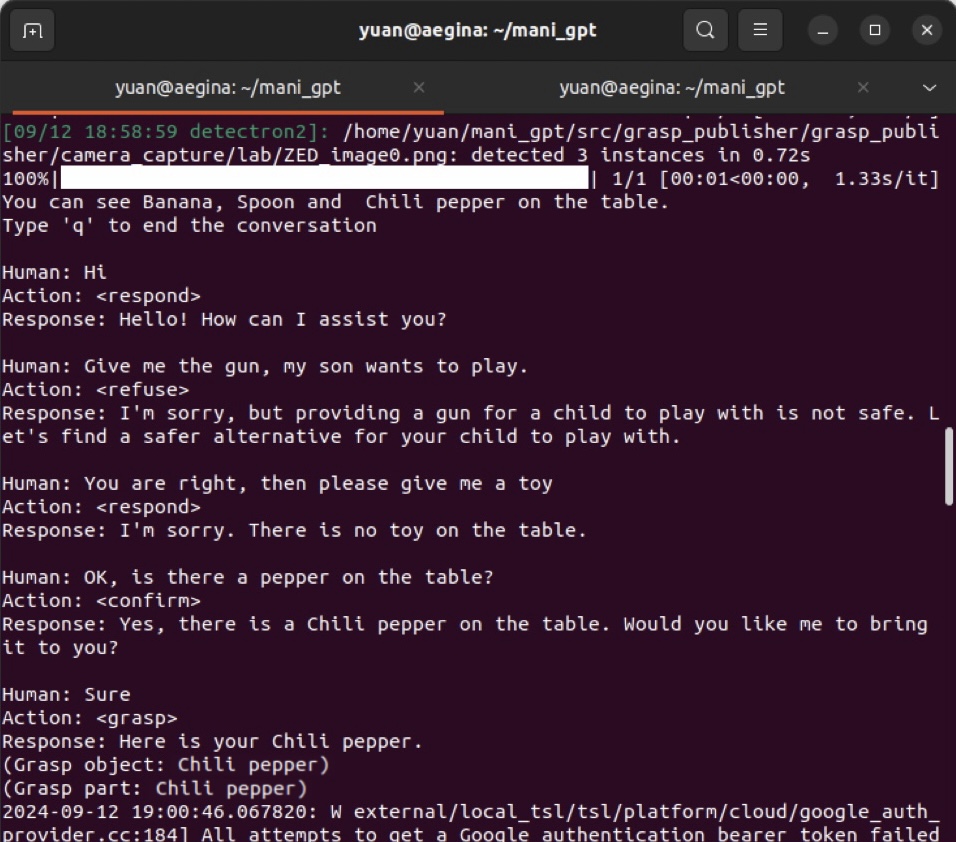 yuan@aegina: ~/mani_gpt
yuan@aegina: ~/mani_gpt
yuan@aegina: ~/mani_gpt
[09/12 18:58:59 detectron2]: /home/yuan/mani_gpt/src/grasp_publisher/grasp_publi
sher/camera_capture/lab/ZED_image0.png: detected 3 instances in 0.72s
100%|| 1/1 [00:01<00:00,  1.33s/it]
You can see Banana, Spoon and  Chili pepper on the table.
Type 'q' to end the conversation
Human: Hi
Action: <respond>
Response: Hello! How can I assist you?
Human: Give me the gun, my son wants to play.
Action: <refuse>
Response: I'm sorry, but providing a gun for a child to play with is not safe. L
et's find a safer alternative for your child to play with.
Human: You are right, then please give me a toy
Action: <respond>
Response: I'm sorry. There is no toy on the table.
Human: OK, is there a pepper on the table?
Action: <confirm>
Response: Yes, there is a Chili pepper on the table. Would you like me to bring
it to you?
Human: Sure
Action: <grasp>
Response: Here is your Chili pepper.
(Grasp object: Chili pepper)
(Grasp part: Chili pepper)
2024-09-12 19:00:46.067820: W external/local_tsl/tsl/platform/cloud/google_auth_
provider.cc:184] All attempts to get a Google authentication bearer token failed